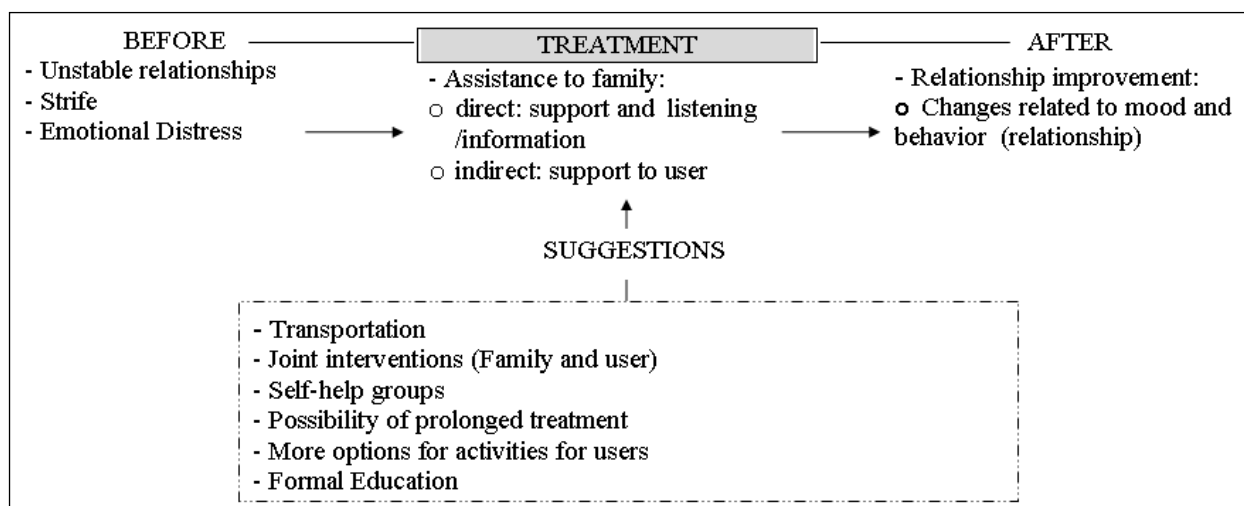 BEFORE
- Unstable relationships
- Strife
- Emotional Distress
TREATMENT
- Assistance to family:
○ direct: support and listening
/information
○ indirect: support to user
AFTER
- Relationship improvement:
○ Changes related to mood and
behavior (relationship)
SUGGESTIONS
- Transportation
- Joint interventions (Family and user)
- Self-help groups
- Possibility of prolonged treatment
- More options for activities for users
- Formal Education